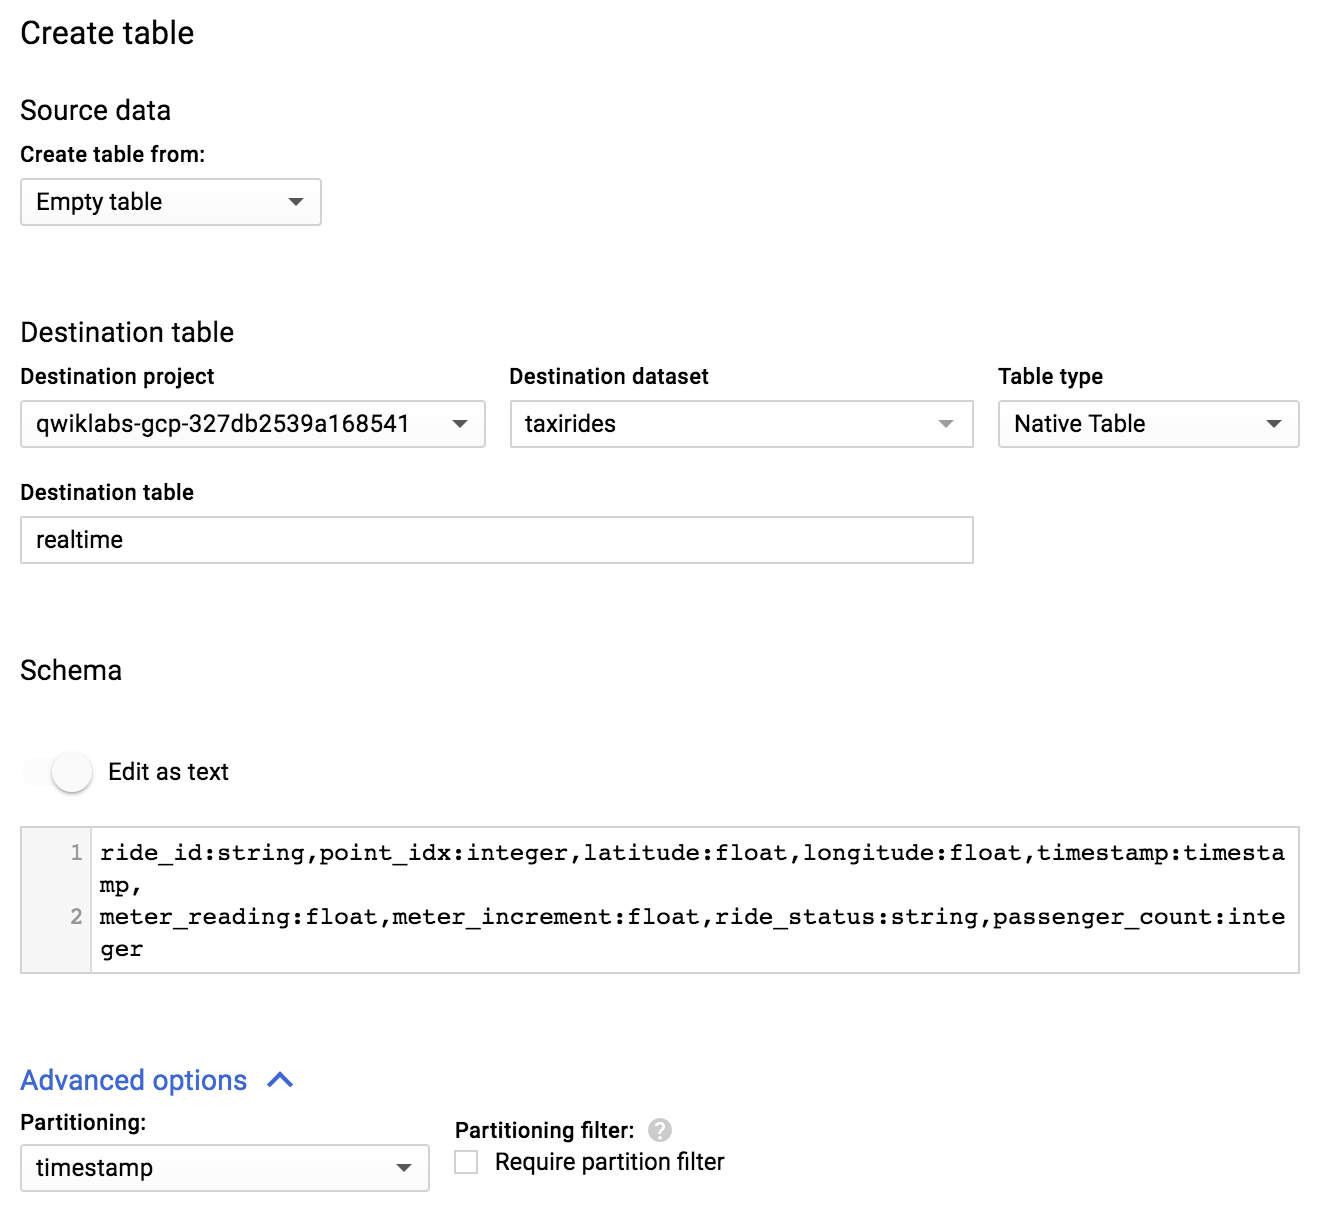 Create table
Source data
Create table from:
Empty table
Destination table
Destination project
Destination dataset
Table type
qwiklabs-gcp-327db2539a168541
taxirides
Native Table
Destination table
realtime
Schema
Edit as text
1 ride_id:string,point_idx:integer,latitude:float,longitude:float,timestamp:timesta
mp,
2 meter_reading:float,meter_increment:float,ride_status:string,passenger_count:inte
ger
Advanced options
Partitioning:
Partitioning filter: ?
timestamp
Require partition filter